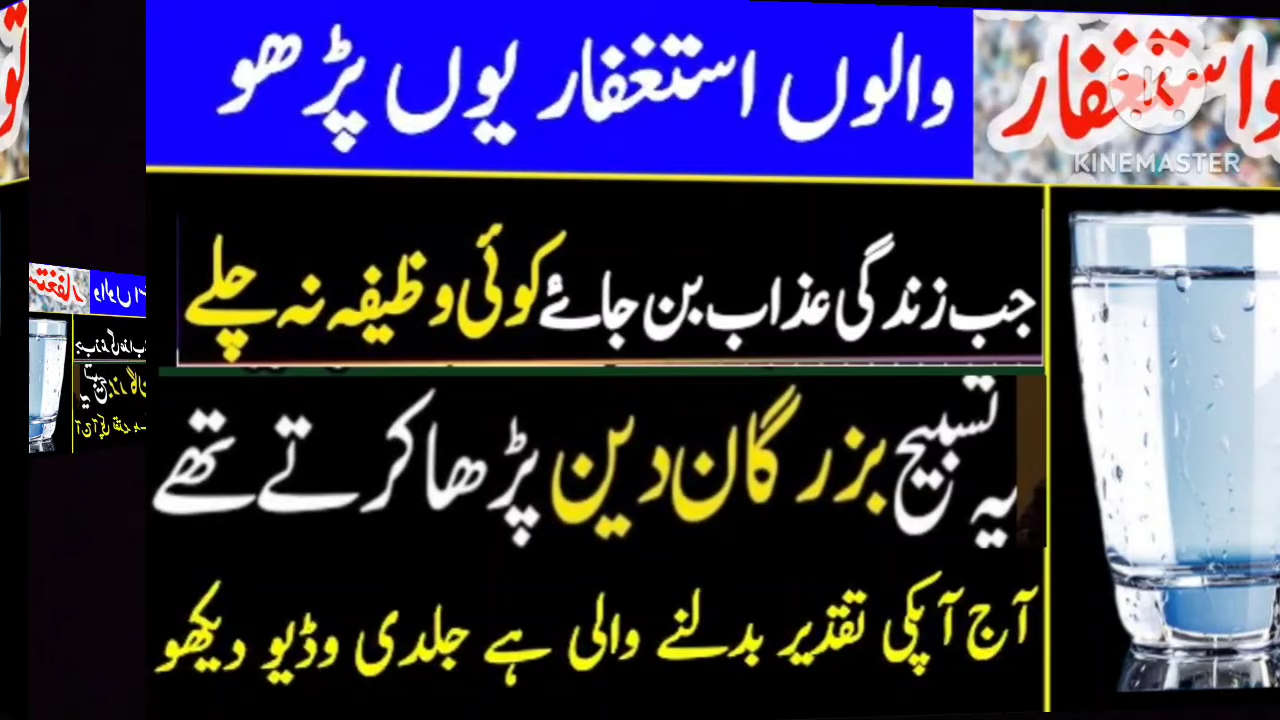 واستغفار
والوں استغفار یوں پڑھو
KINEMASTER
جب زندگی عذاب بن جائے کوئی وظیفہ نہ چلے
یہ تسبیح بزرگان دین پڑھا کرتے تھے
آج آپکی تقدیر بدلنے والی ہے جلدی وڈیو دیکھو